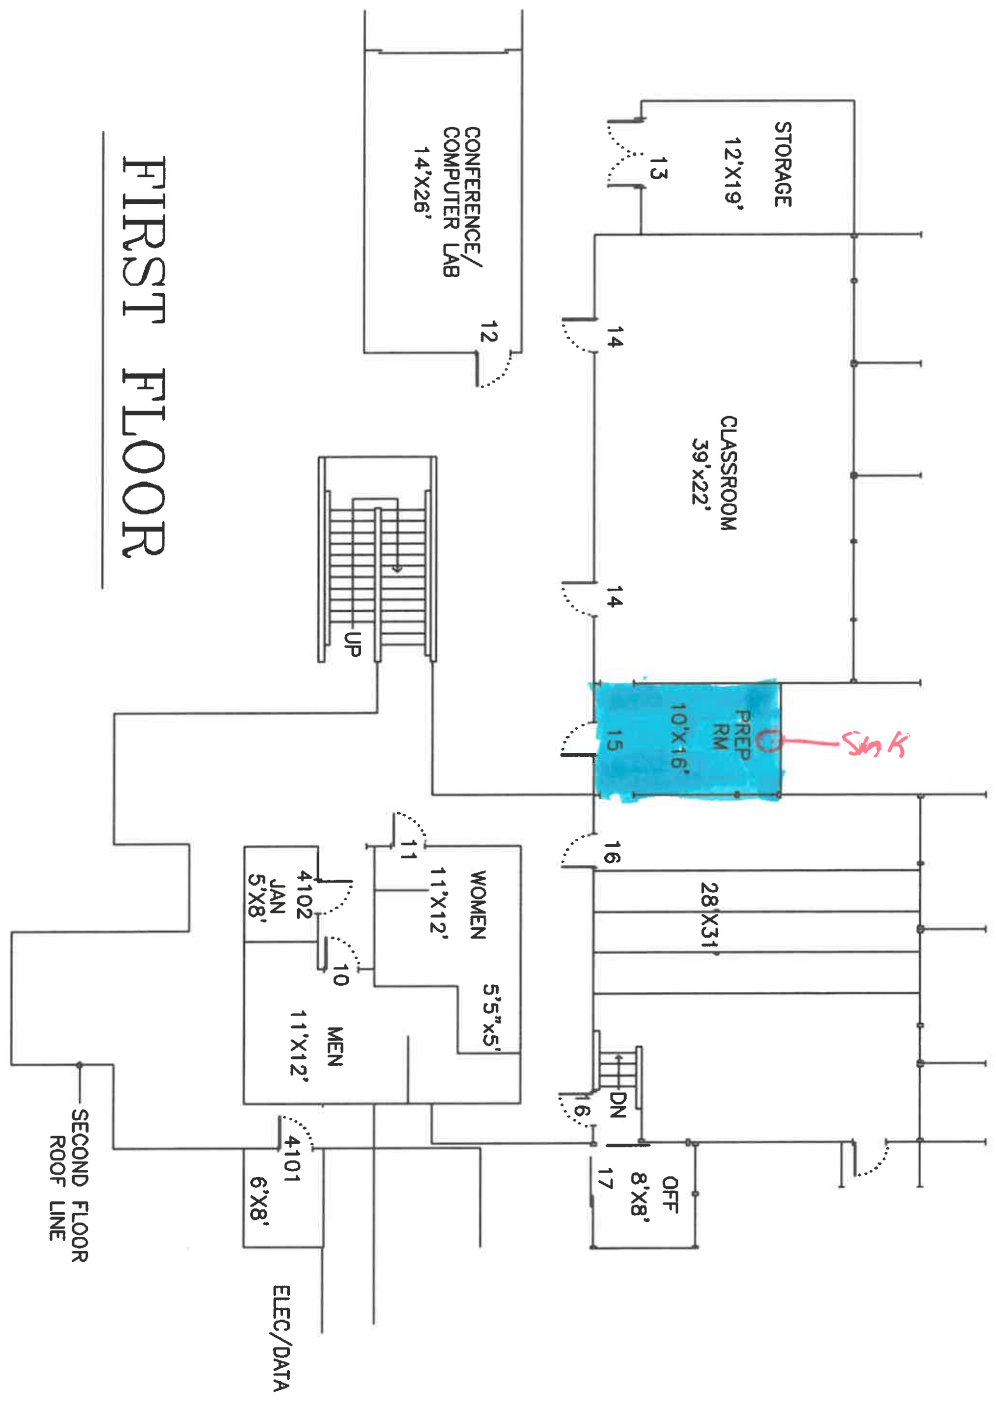 STORAGE
12'X19'
13
CLASSROOM
39'x22'
14
14
PREP
RM
10'X16'
15
Sink
16
28'X31'
DN
16
OFF
8'X8'
17
CONFERENCE/
COMPUTER LAB
14'X26'
12
UP
WOMEN
11'X12'
11
5'5"x5'
4102
JAN
5'X8'
10
MEN
11'X12'
4101
6'X8'
ELEC/DATA
SECOND FLOOR
ROOF LINE
FIRST FLOOR